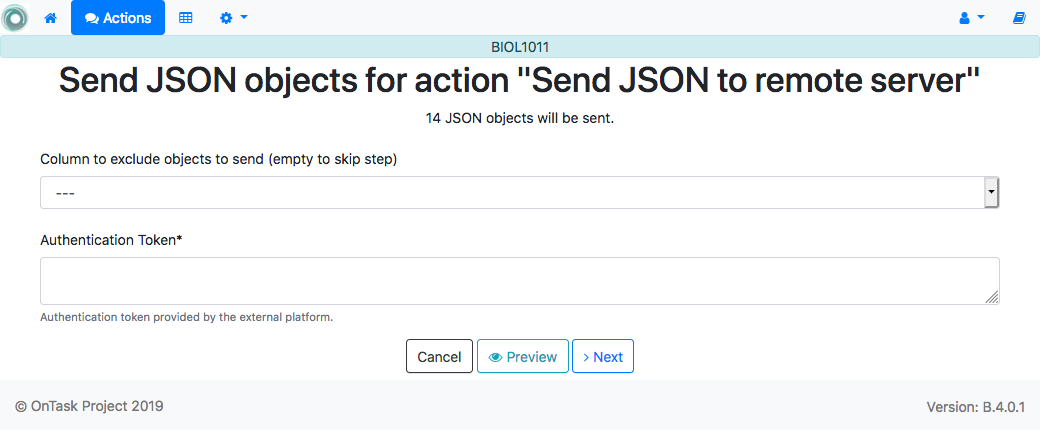 Actions
BIOL1011
Send JSON objects for action "Send JSON to remote server"
14 JSON objects will be sent.
Column to exclude objects to send (empty to skip step)
---
Authentication Token*
Authentication token provided by the external platform.
Cancel Preview Next
© OnTask Project 2019 Version: B.4.0.1